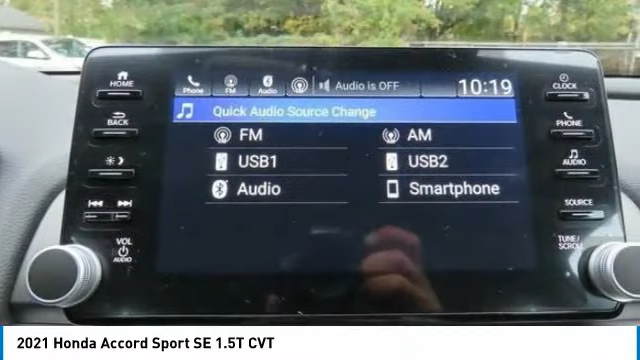 HOME
Phone
FM
Audio
Audio is OFF
10:19
CLOCK
BACK
Quick Audio Source Change
PHONE
FM
AM
USB1
USB2
AUDIO
Audio
Smartphone
SOURCE
VOL
AUDIO
TUNE/
SCROLL
2021 Honda Accord Sport SE 1.5T CVT